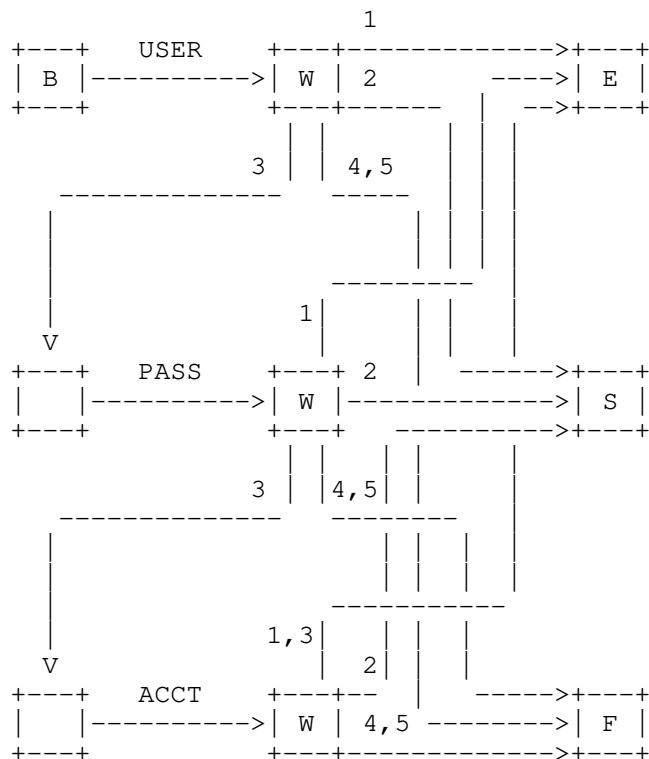 1
USER
B W 2 E
3 4,5
1
V
PASS 2
W S
3 4,5
1,3
V 2
ACCT
W 4,5 F